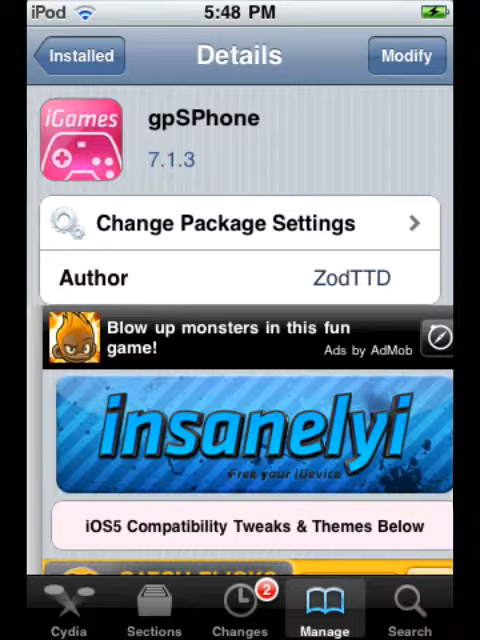 iPod 5:48 PM
Installed Details Modify
iGames
gpSPhone
7.1.3
Change Package Settings
Author ZodTTD
Blow up monsters in this fun
game!
Ads by AdMob
insanelyi
Free your iDevice
iOS5 Compatibility Tweaks & Themes Below
2
Cydia Sections Changes Manage Search